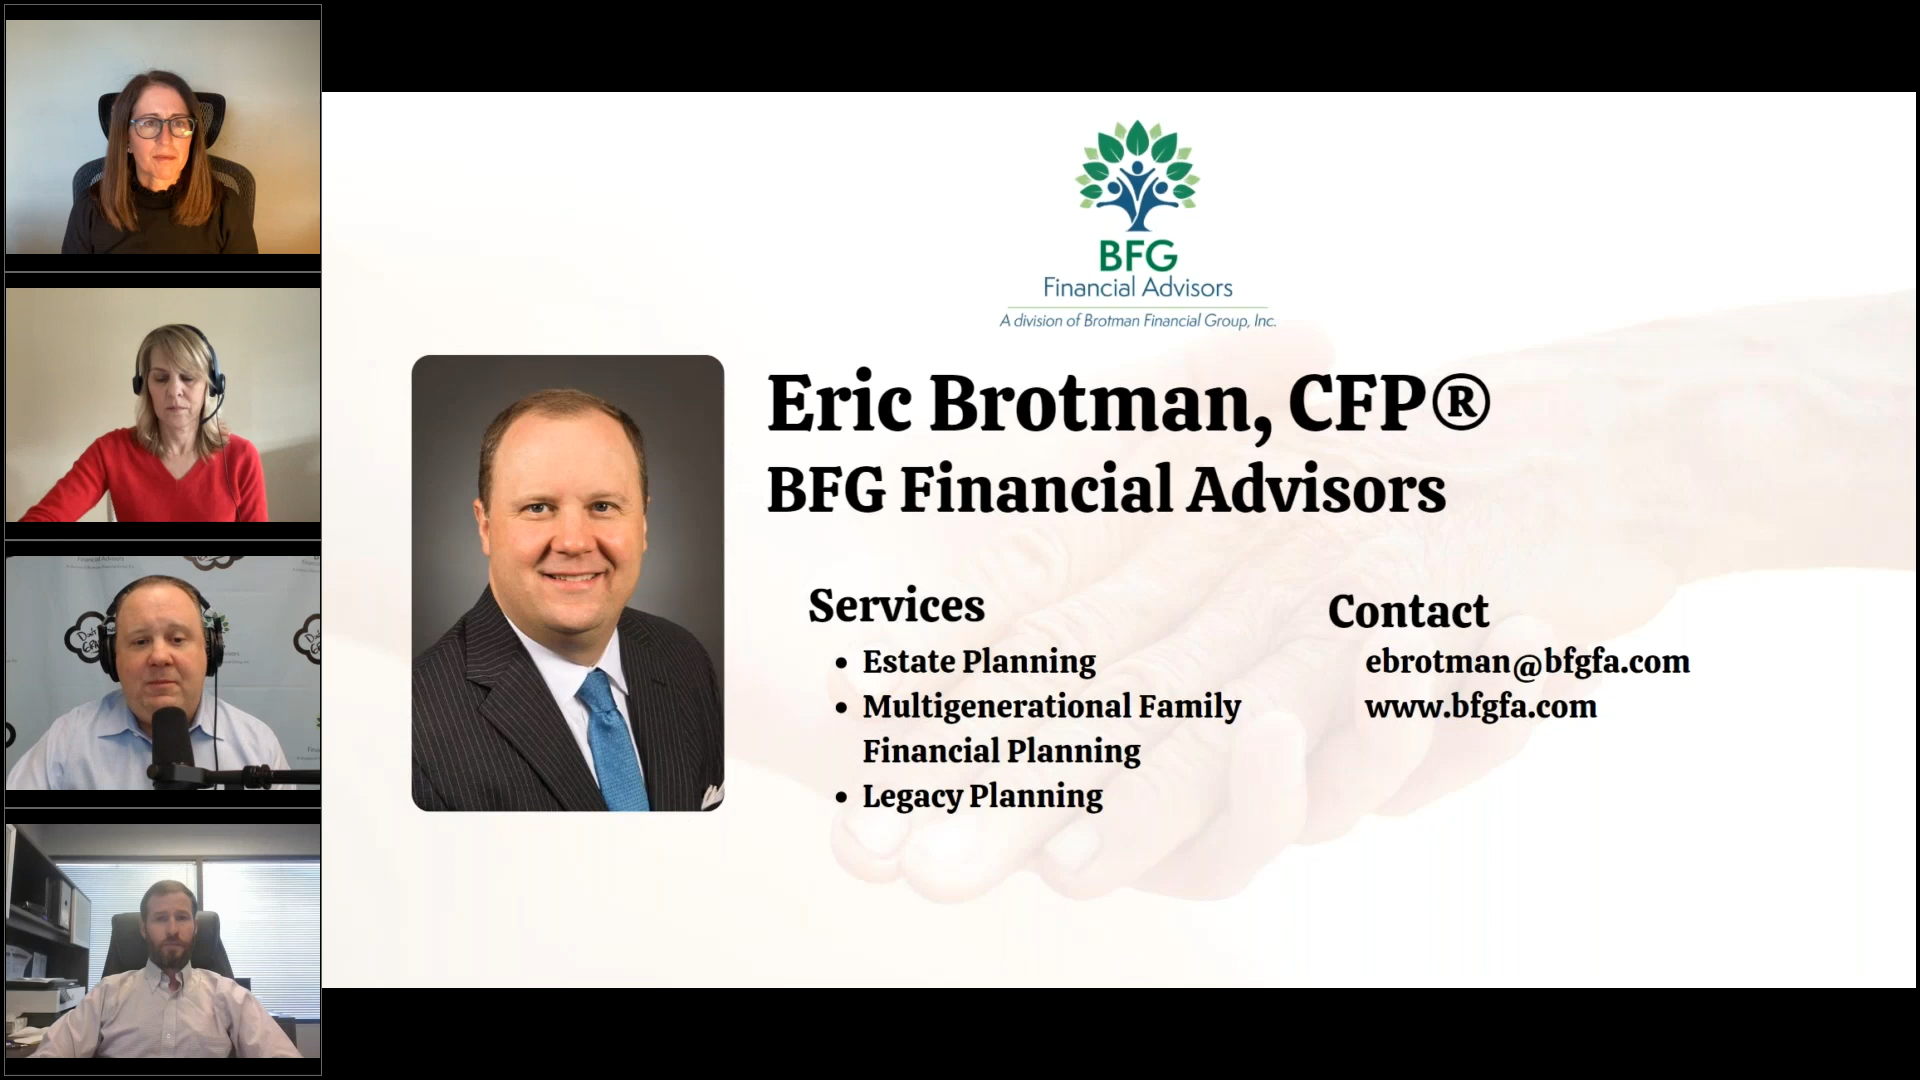 BFG
Financial Advisors
A division of Brotman Financial Group, Inc.
Eric Brotman, CFP®
BFG Financial Advisors
Services
• Estate Planning
• Multigenerational Family
Financial Planning
• Legacy Planning
Contact
ebrotman@bfgfa.com
www.bfgfa.com